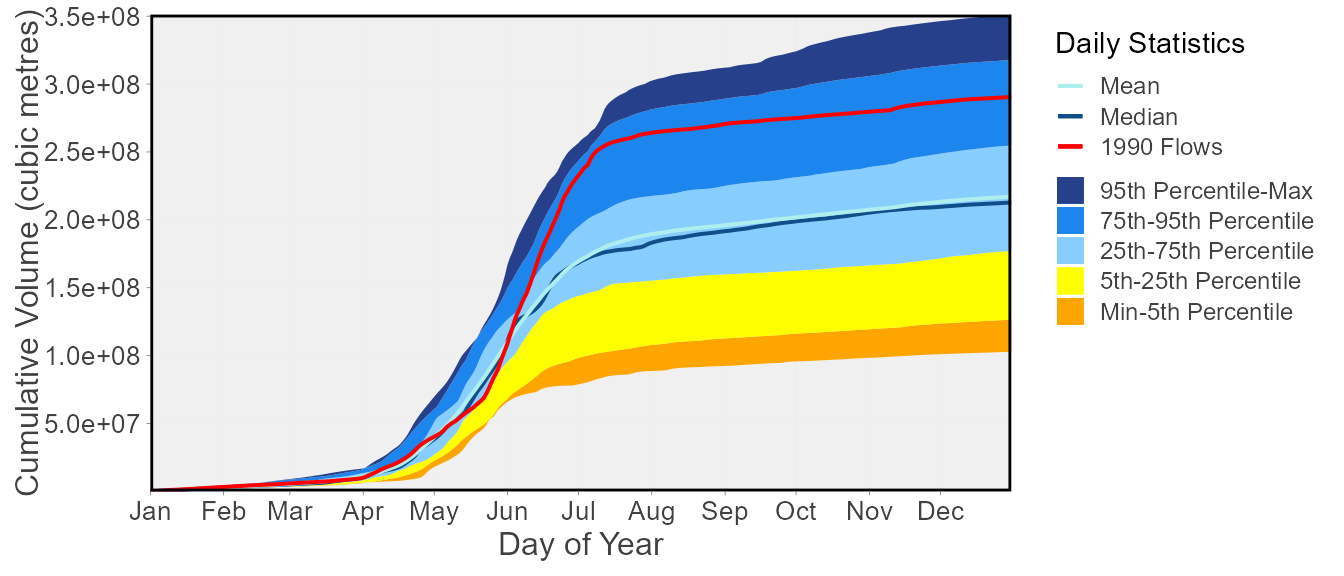 Cumulative Volume (cubic metres)
3.5e+08
3.0e+08
2.5e+08
2.0e+08
1.5e+08
1.0e+08
5.0e+07
Jan Feb Mar Apr May Jun Jul Aug Sep Oct Nov Dec
Day of Year
Daily Statistics
Mean
Median
1990 Flows
95th Percentile-Max
75th-95th Percentile
25th-75th Percentile
5th-25th Percentile
Min-5th Percentile